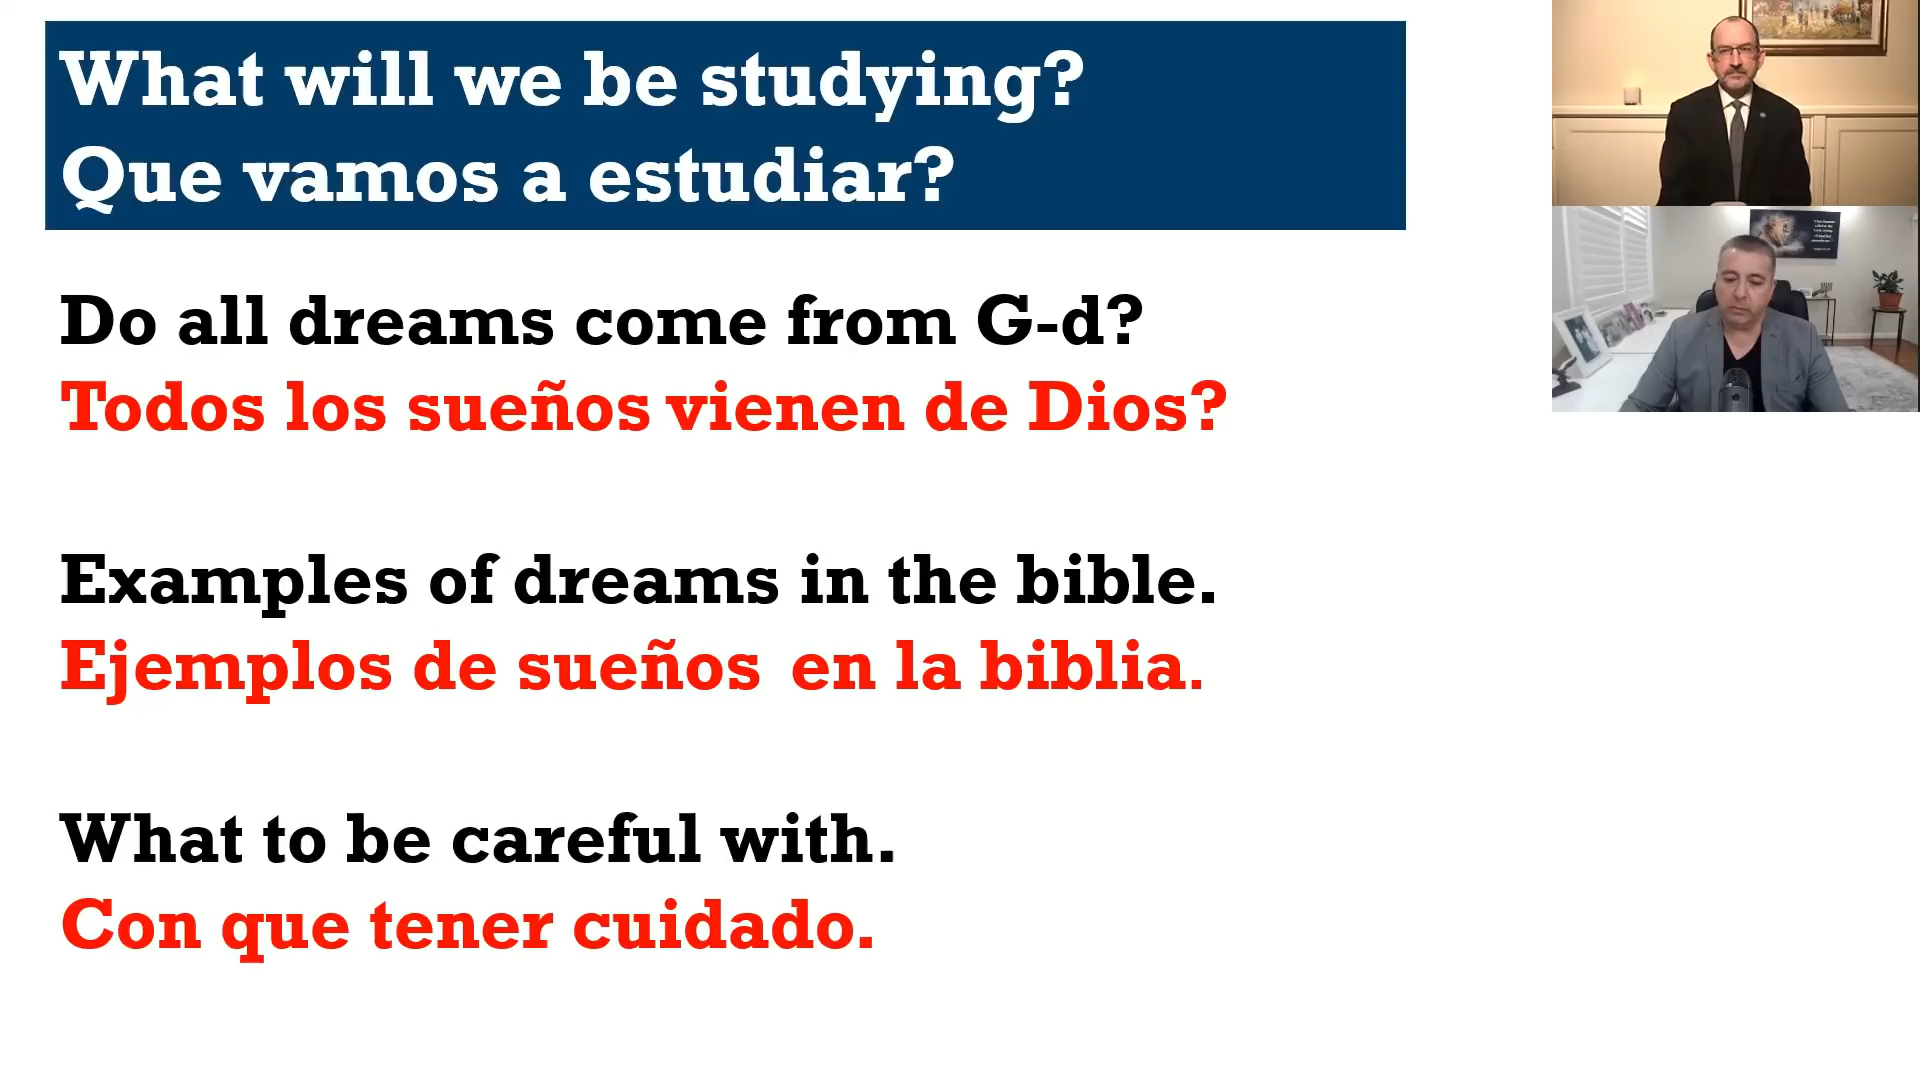 What will we be studying?
Que vamos a estudiar?
Do all dreams come from G-d?
Todos los sueños vienen de Dios?
Examples of dreams in the bible.
Ejemplos de sueños en la biblia.
What to be careful with.
Con que tener cuidado.